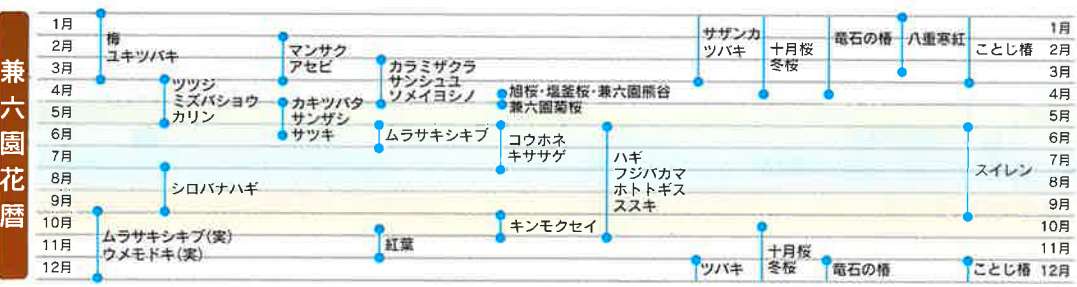 兼六園花暦
1月
2月
3月
4月
5月
6月
7月
8月
9月
10月
11月
12月
梅
ユキツバキ
ツツジ
ミズバショウ
カリン
シロバナハギ
ムラサキシキブ(実)
ウメモドキ(実)
マンサク
アセビ
カキツバタ
サンザシ
サツキ
カラミザクラ
サンシュユ
ソメイヨシノ
ムラサキシキブ
紅葉
旭桜・塩釜桜・兼六園熊谷
兼六園菊桜
コウホネ
キササゲ
キンモクセイ
ハギ
フジバカマ
ホトトギス
ススキ
サザンカ
ツバキ
ツバキ
十月桜
冬桜
十月桜
冬桜
竜石の椿
竜石の椿
八重寒紅
ことじ椿
スイレン
ことじ椿
1月
2月
3月
4月
5月
6月
7月
8月
9月
10月
11月
12月